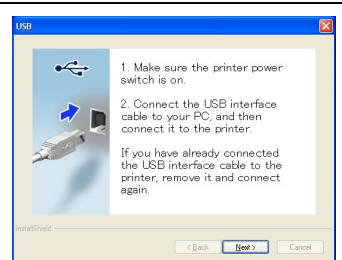 USB
1. Make sure the printer power
switch is on.
2. Connect the USB interface
cable to your PC, and then
connect it to the printer.
If you have already connected
the USB interface cable to the
printer, remove it and connect
again.
InstallShield
< Back Next > Cancel